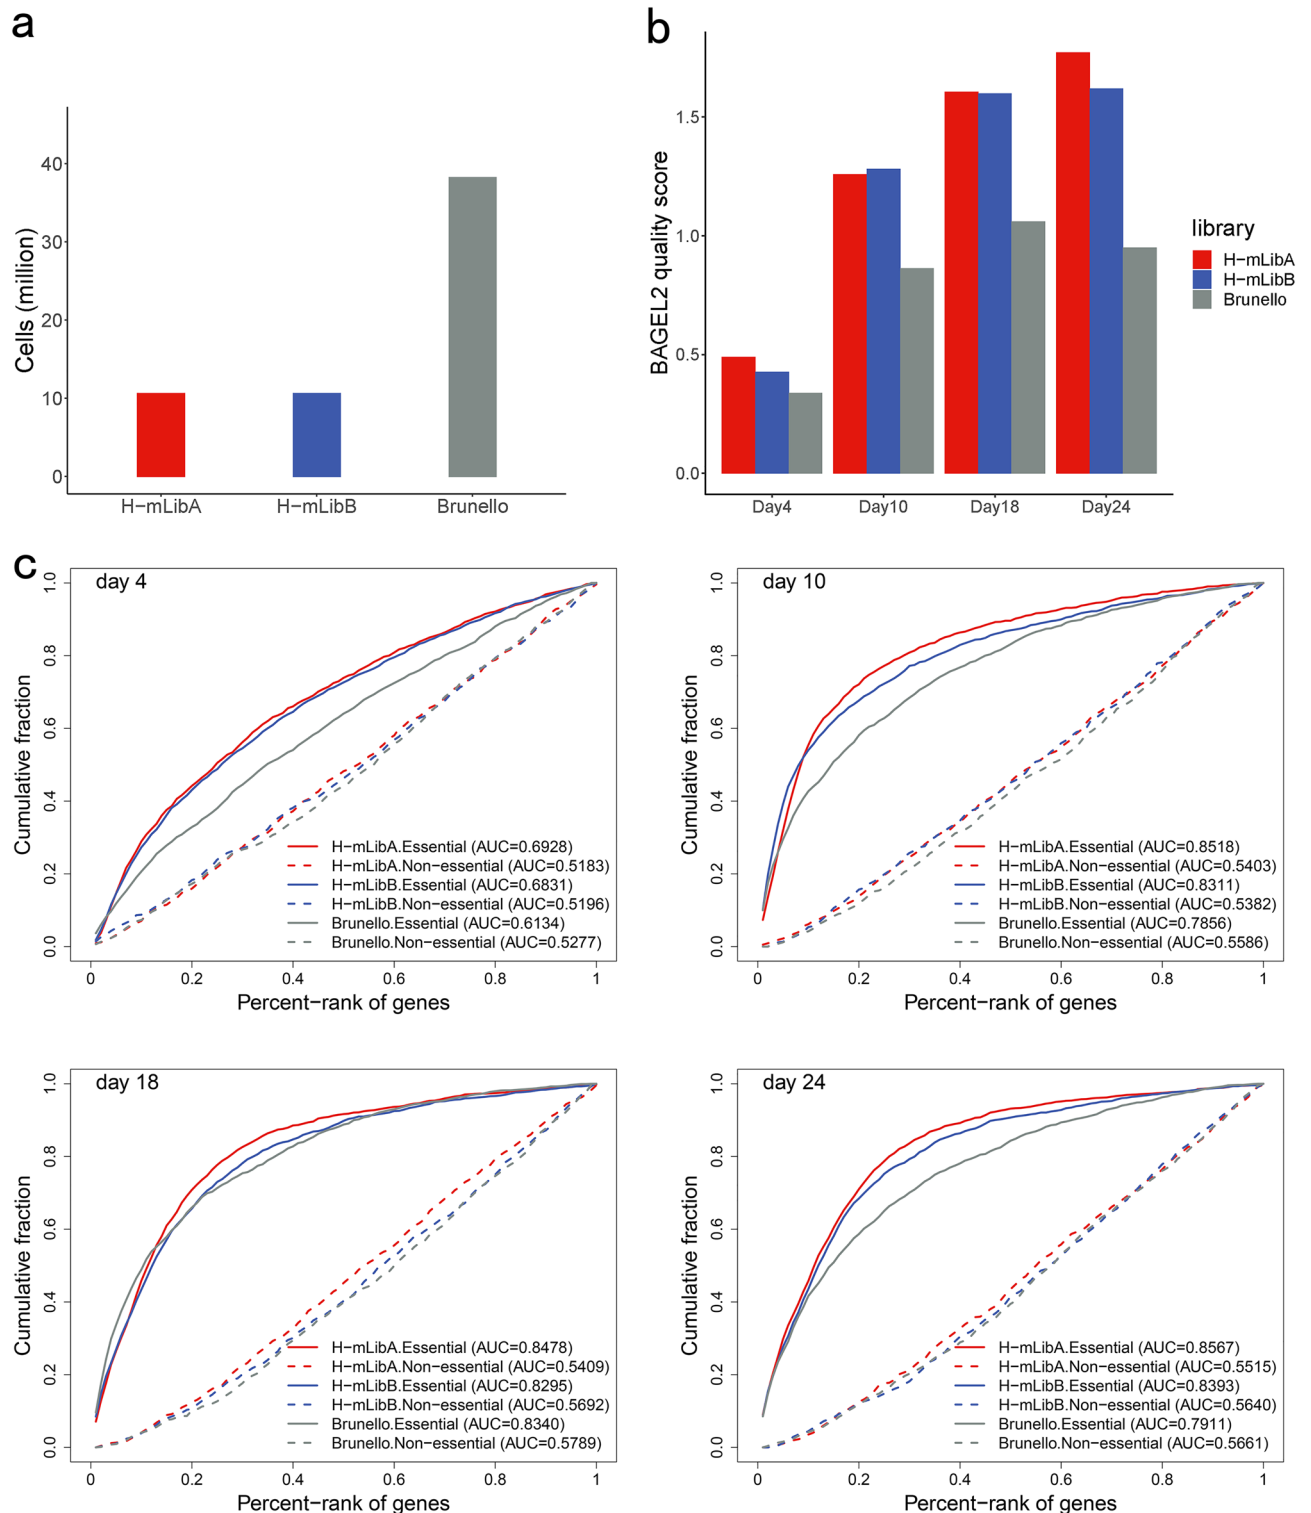 a
Cells (million)
40
30
20
10
0
H−mLibA
H−mLibB
Brunello
b
BAGEL2 quality score
1.5
1.0
0.5
0.0
Day4
Day10
Day18
Day24
library
H−mLibA
H−mLibB
Brunello
c
day 4
Cumulative fraction
1.0
0.8
0.6
0.4
0.2
0.0
H−mLibA.Essential (AUC=0.6928)
H−mLibA.Non−essential (AUC=0.5183)
H−mLibB.Essential (AUC=0.6831)
H−mLibB.Non−essential (AUC=0.5196)
Brunello.Essential (AUC=0.6134)
Brunello.Non−essential (AUC=0.5277)
0 0.2 0.4 0.6 0.8 1
Percent−rank of genes
day 10
Cumulative fraction
1.0
0.8
0.6
0.4
0.2
0.0
H−mLibA.Essential (AUC=0.8518)
H−mLibA.Non−essential (AUC=0.5403)
H−mLibB.Essential (AUC=0.8311)
H−mLibB.Non−essential (AUC=0.5382)
Brunello.Essential (AUC=0.7856)
Brunello.Non−essential (AUC=0.5586)
0 0.2 0.4 0.6 0.8 1
Percent−rank of genes
day 18
Cumulative fraction
1.0
0.8
0.6
0.4
0.2
0.0
H−mLibA.Essential (AUC=0.8478)
H−mLibA.Non−essential (AUC=0.5409)
H−mLibB.Essential (AUC=0.8295)
H−mLibB.Non−essential (AUC=0.5692)
Brunello.Essential (AUC=0.8340)
Brunello.Non−essential (AUC=0.5789)
0 0.2 0.4 0.6 0.8 1
Percent−rank of genes
day 24
Cumulative fraction
1.0
0.8
0.6
0.4
0.2
0.0
H−mLibA.Essential (AUC=0.8567)
H−mLibA.Non−essential (AUC=0.5515)
H−mLibB.Essential (AUC=0.8393)
H−mLibB.Non−essential (AUC=0.5640)
Brunello.Essential (AUC=0.7911)
Brunello.Non−essential (AUC=0.5661)
0 0.2 0.4 0.6 0.8 1
Percent−rank of genes